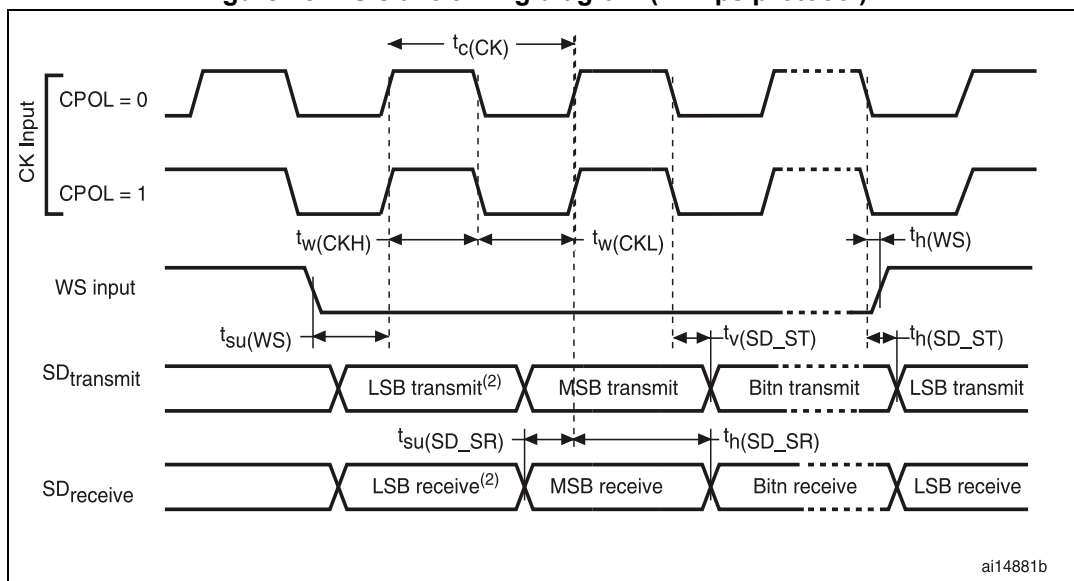 tc(CK)
CK Input
CPOL = 0
CPOL = 1
tw(CKH)
tw(CKL)
th(WS)
WS input
tsu(WS)
tv(SD_ST)
th(SD_ST)
SDtransmit
LSB transmit(2)
MSB transmit
Bitn transmit
LSB transmit
tsu(SD_SR)
th(SD_SR)
SDreceive
LSB receive(2)
MSB receive
Bitn receive
LSB receive
ai14881b